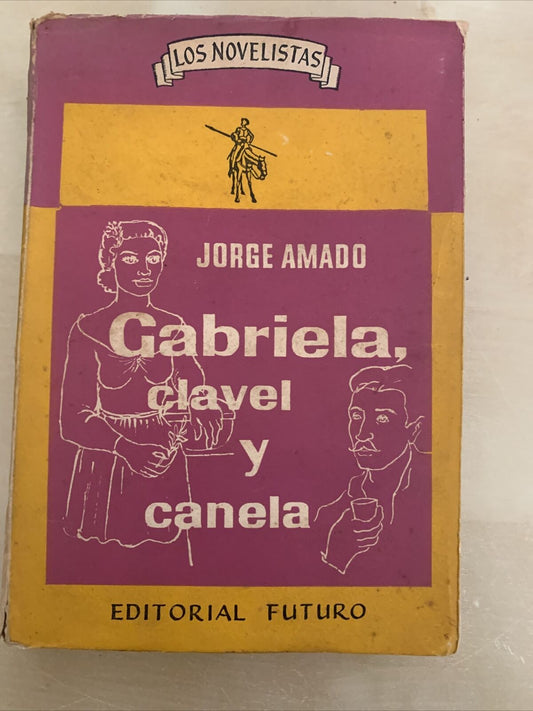 LOS NOVELISTAS
JORGE AMADO
Gabriela,
clavel
y
canela
EDITORIAL FUTURO